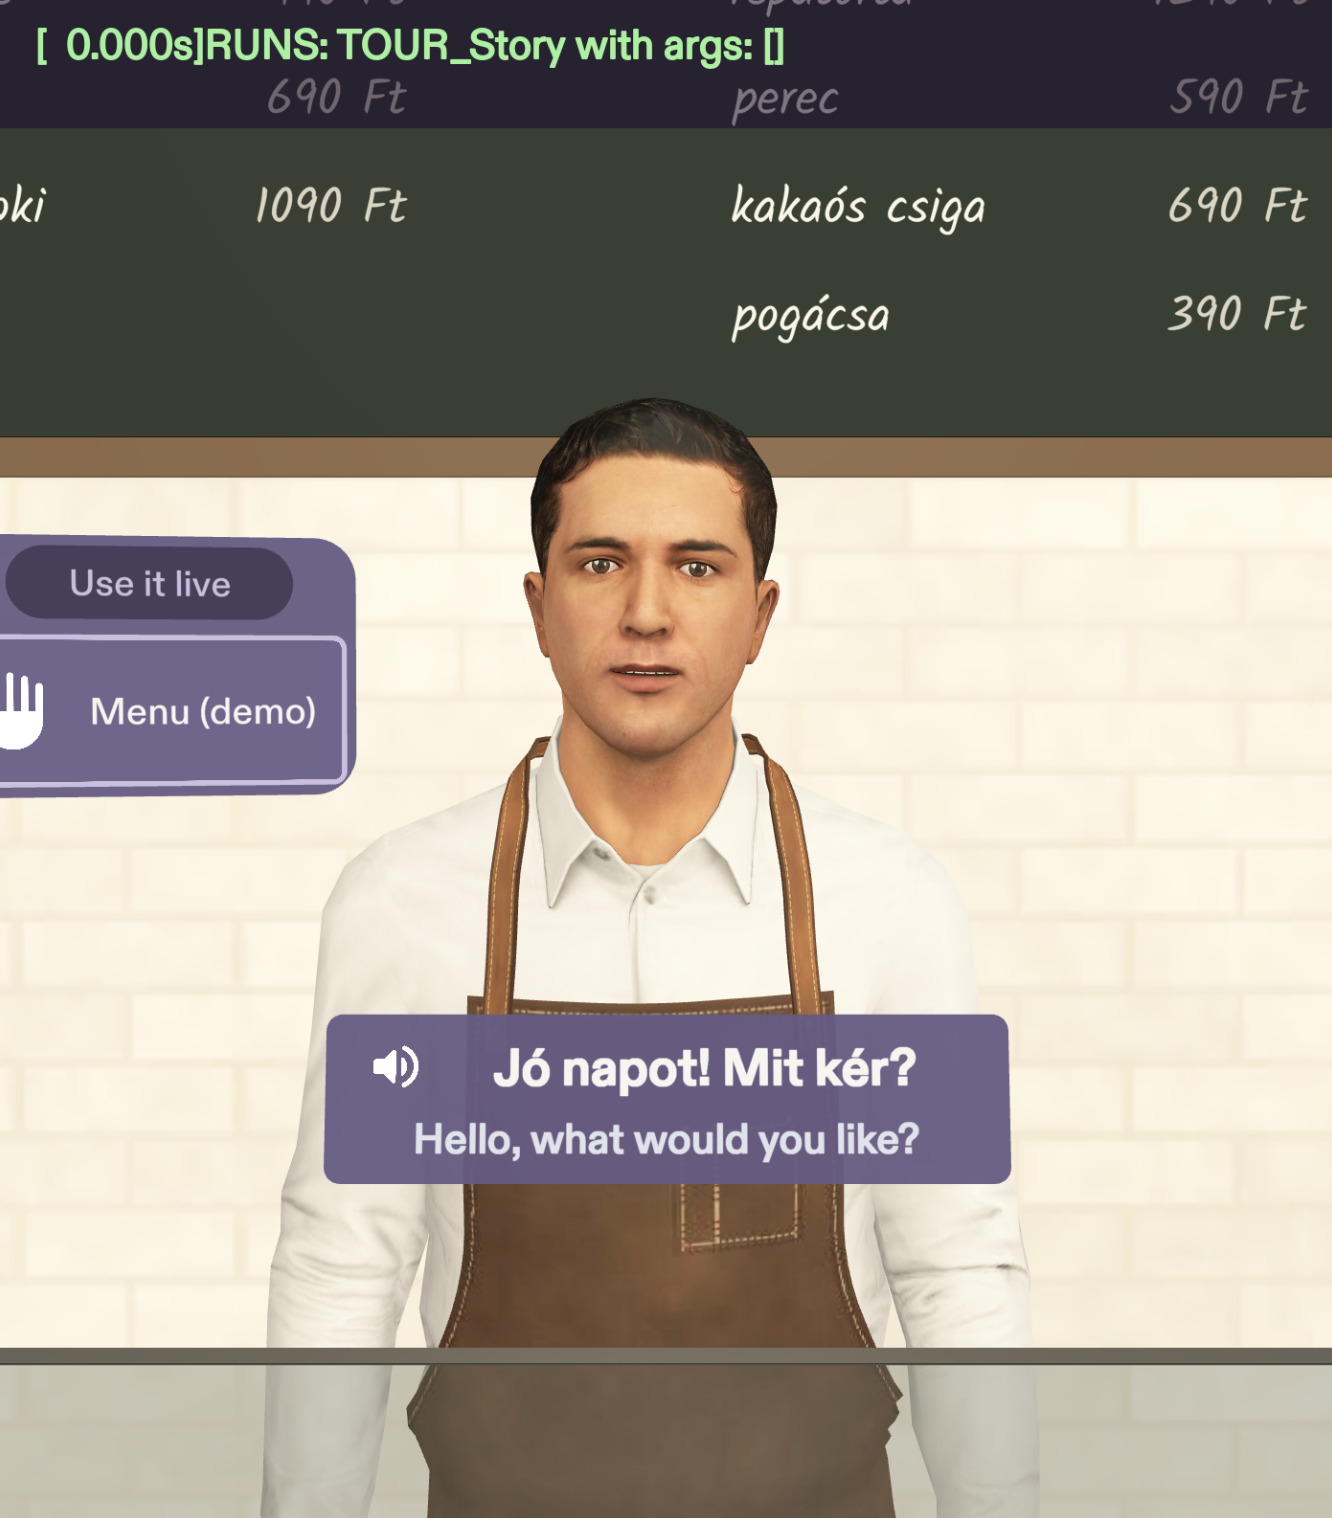 [ 0.000s]RUNS: TOUR_Story with args: []
690 Ft
perec 590 Ft
1090 Ft
kakaós csiga 690 Ft
pogácsa 390 Ft
Use it live
Menu (demo)
Jó napot! Mit kér?
Hello, what would you like?